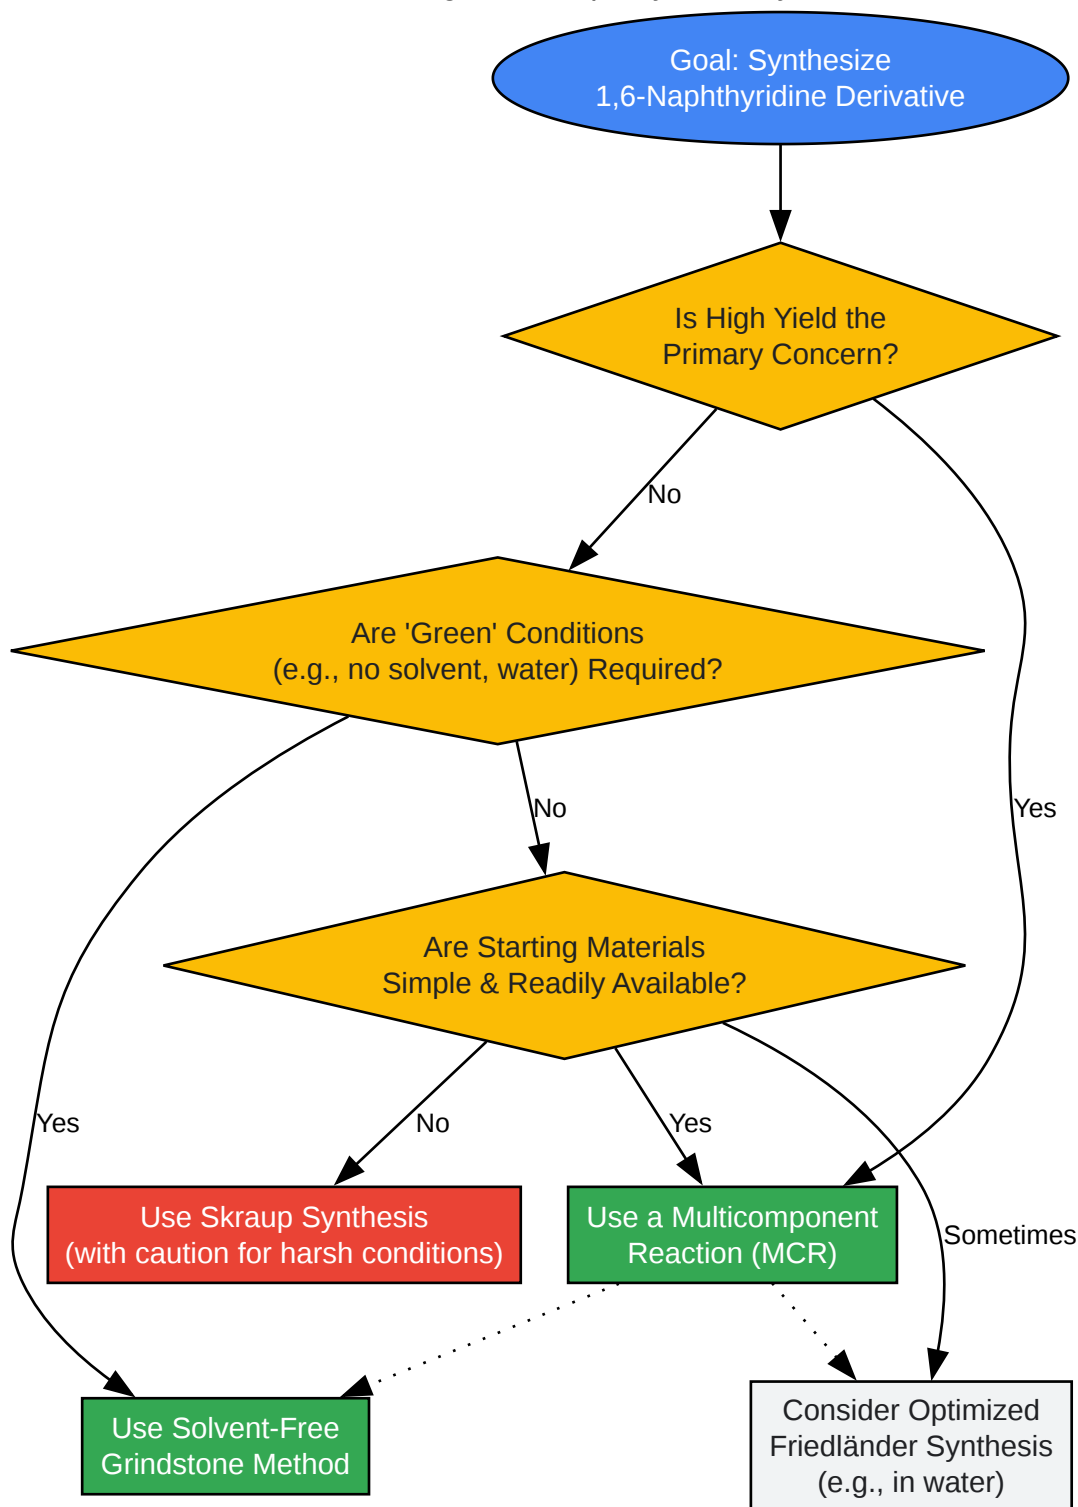 Goal: Synthesize
1,6-Naphthyridine Derivative
Is High Yield the
Primary Concern?
No
Are 'Green' Conditions
(e.g., no solvent, water) Required?
No
Yes
Are Starting Materials
Simple & Readily Available?
Yes
No
Yes
Use Skraup Synthesis
(with caution for harsh conditions)
Use a Multicomponent
Reaction (MCR)
Sometimes
Use Solvent-Free
Grindstone Method
Consider Optimized
Friedländer Synthesis
(e.g., in water)